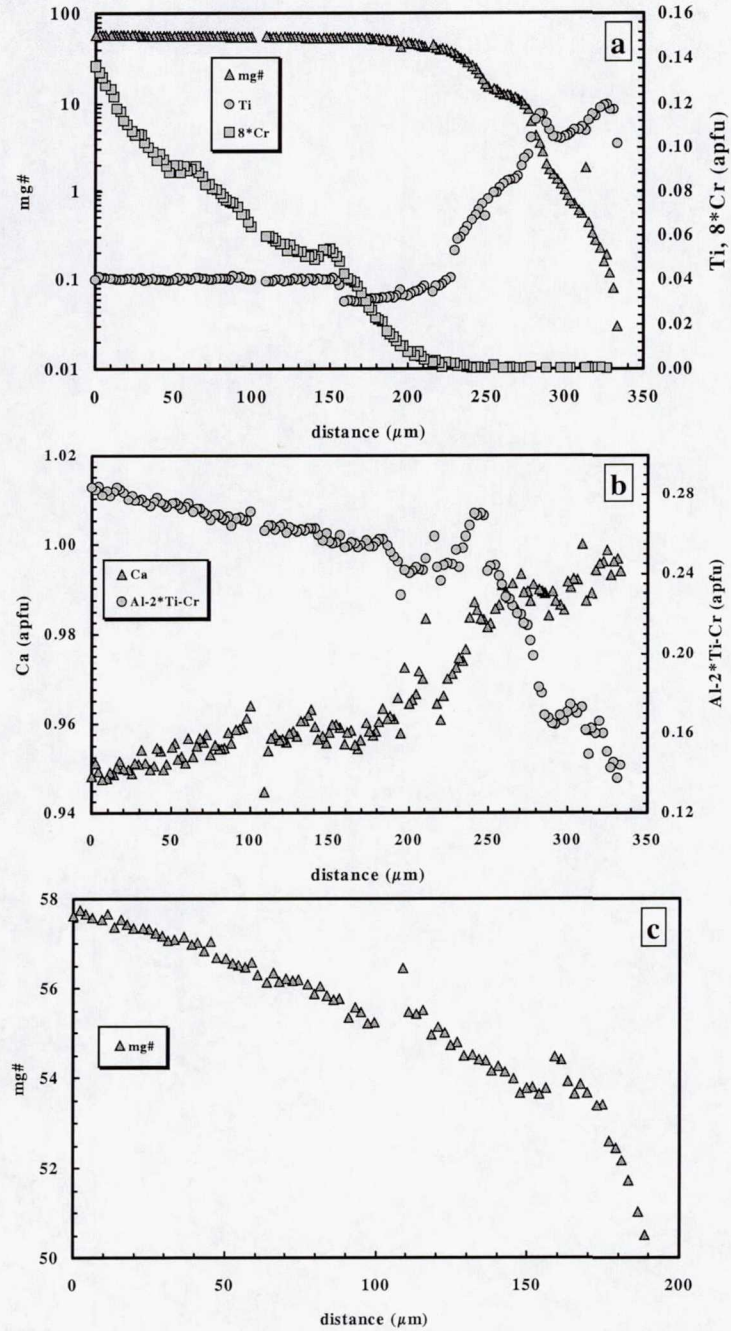 a
100
10
1
0.1
0.01
mg#
mg#
Ti
8*Cr
0.16
0.12
0.08
0.06
0.04
0.03
0.00
Ti, 8*Cr (apfu)
0 50 100 150 200 250 300 350
distance (µm)
b
1.02
1.00
0.98
0.96
0.94
Ca (apfu)
Ca
Al-2*Ti-Cr
0.28
0.24
0.20
0.16
0.12
Al-2*Ti-Cr (apfu)
0 50 100 150 200 250 300 350
distance (µm)
c
58
56
54
52
50
mg#
mg#
0 50 100 150 200
distance (µm)